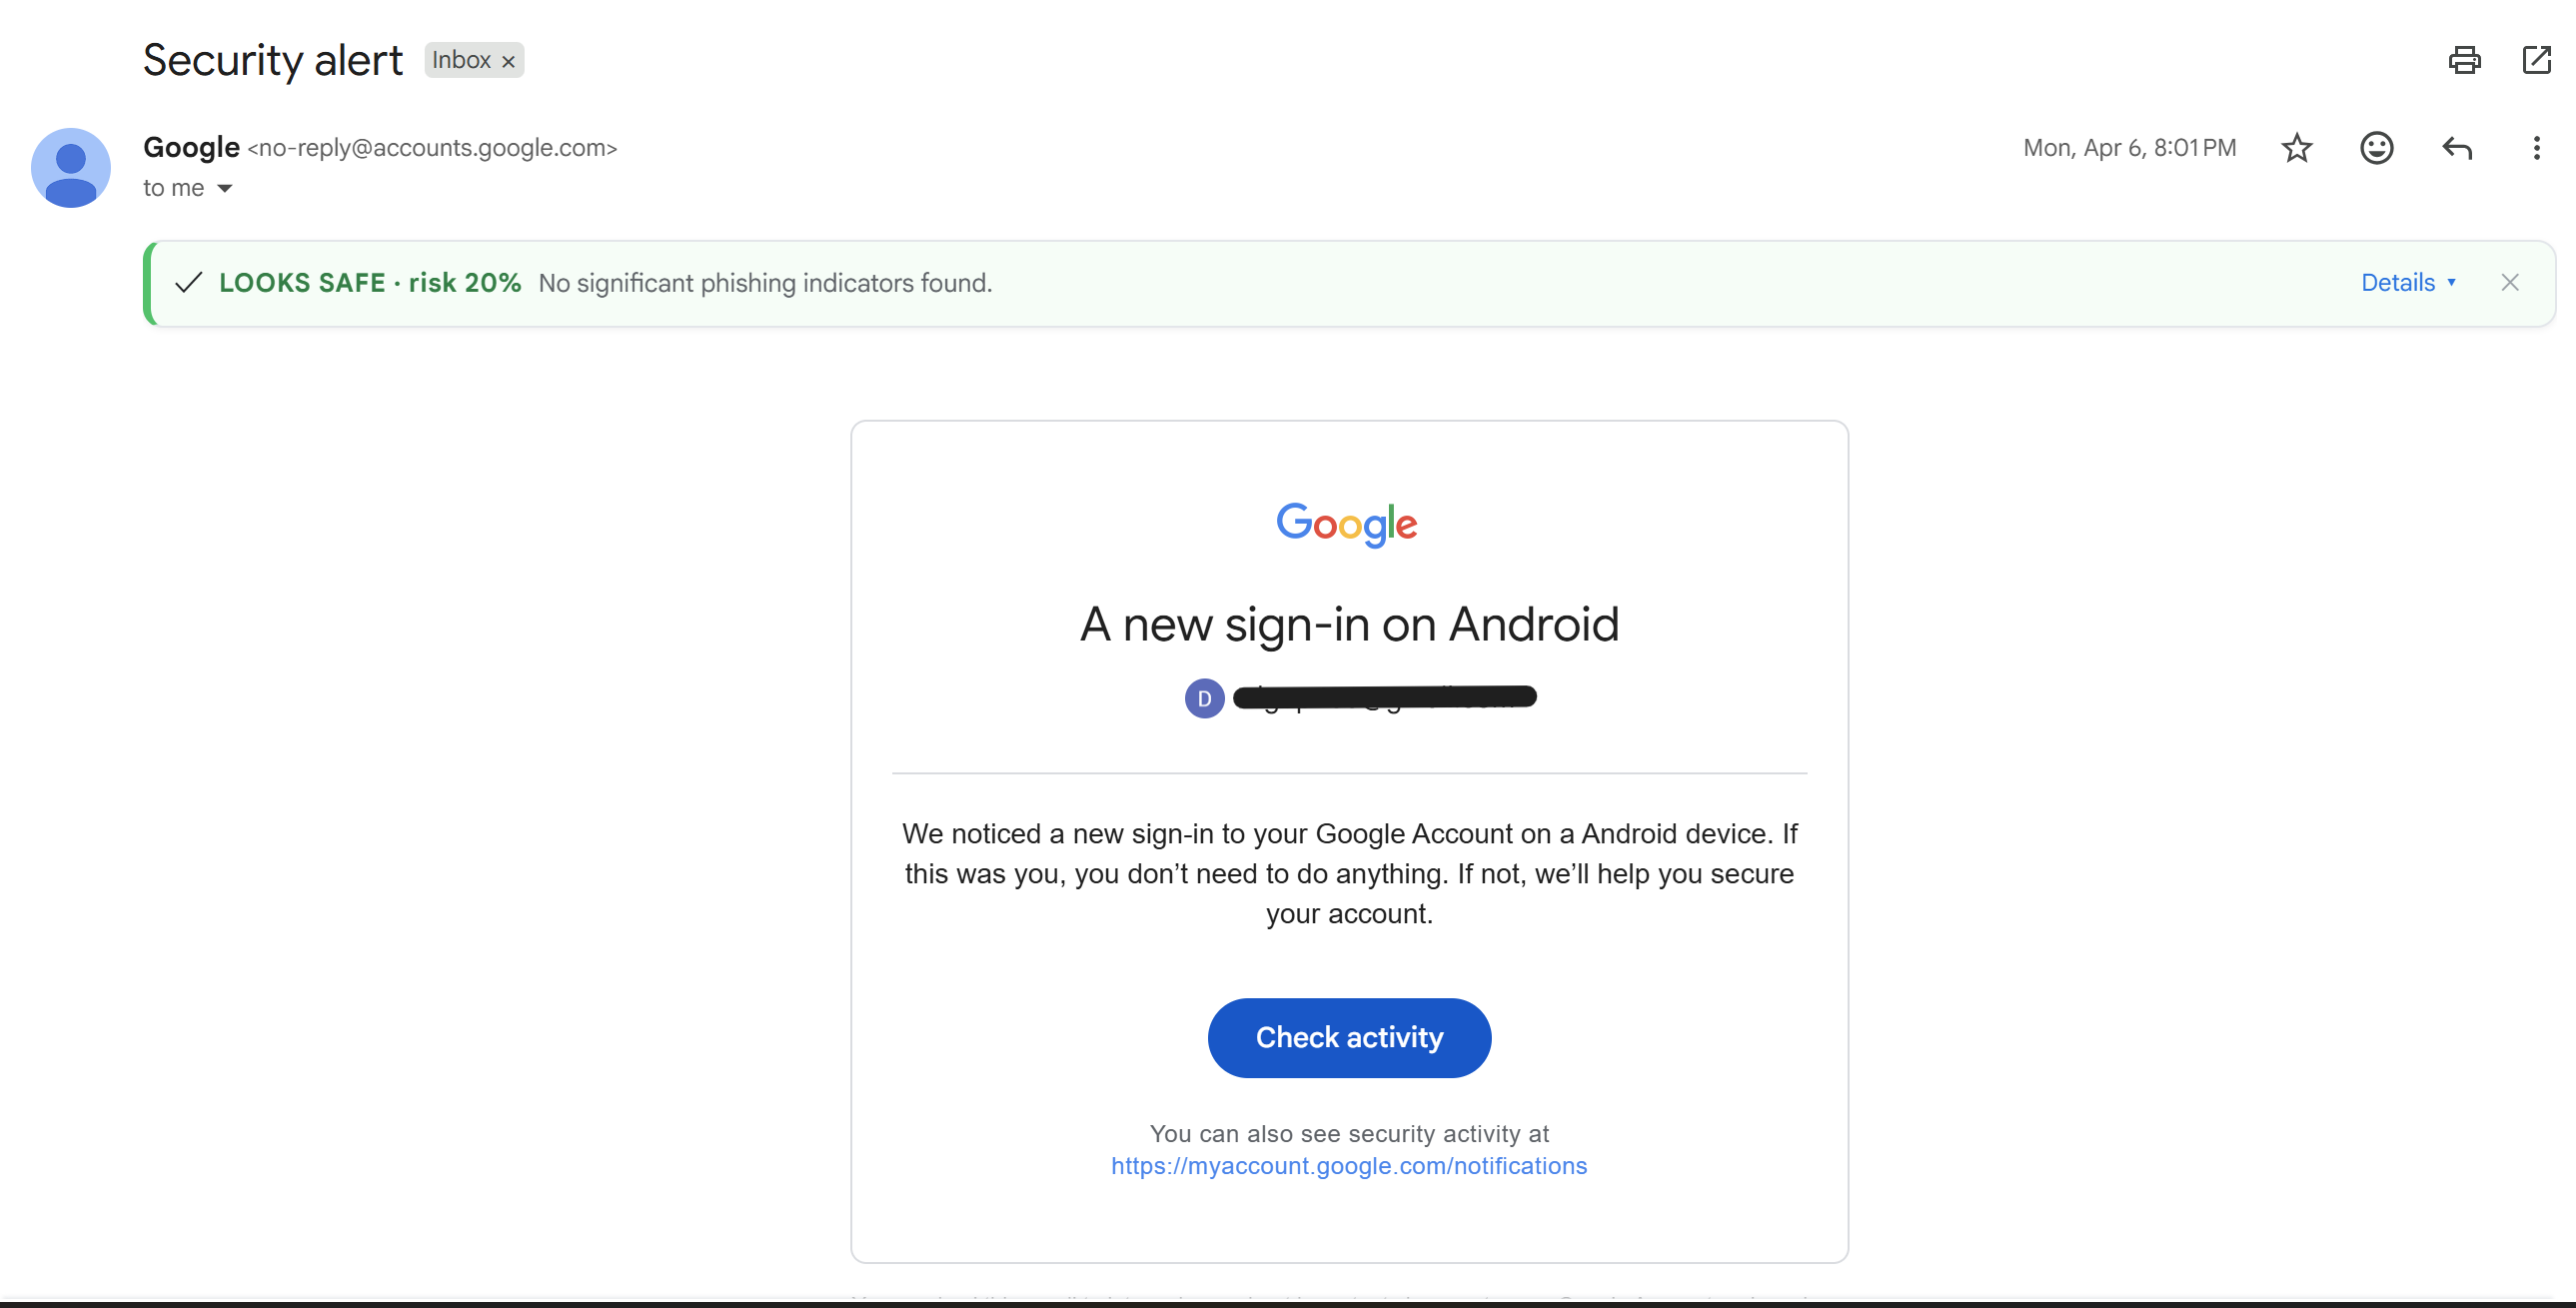 Security alert Inbox ×
Google <no-reply@accounts.google.com> Mon, Apr 6, 8:01 PM
to me
LOOKS SAFE · risk 20% No significant phishing indicators found. Details
Google
A new sign-in on Android
D
We noticed a new sign-in to your Google Account on a Android device. If
this was you, you don’t need to do anything. If not, we’ll help you secure
your account.
Check activity
You can also see security activity at
https://myaccount.google.com/notifications